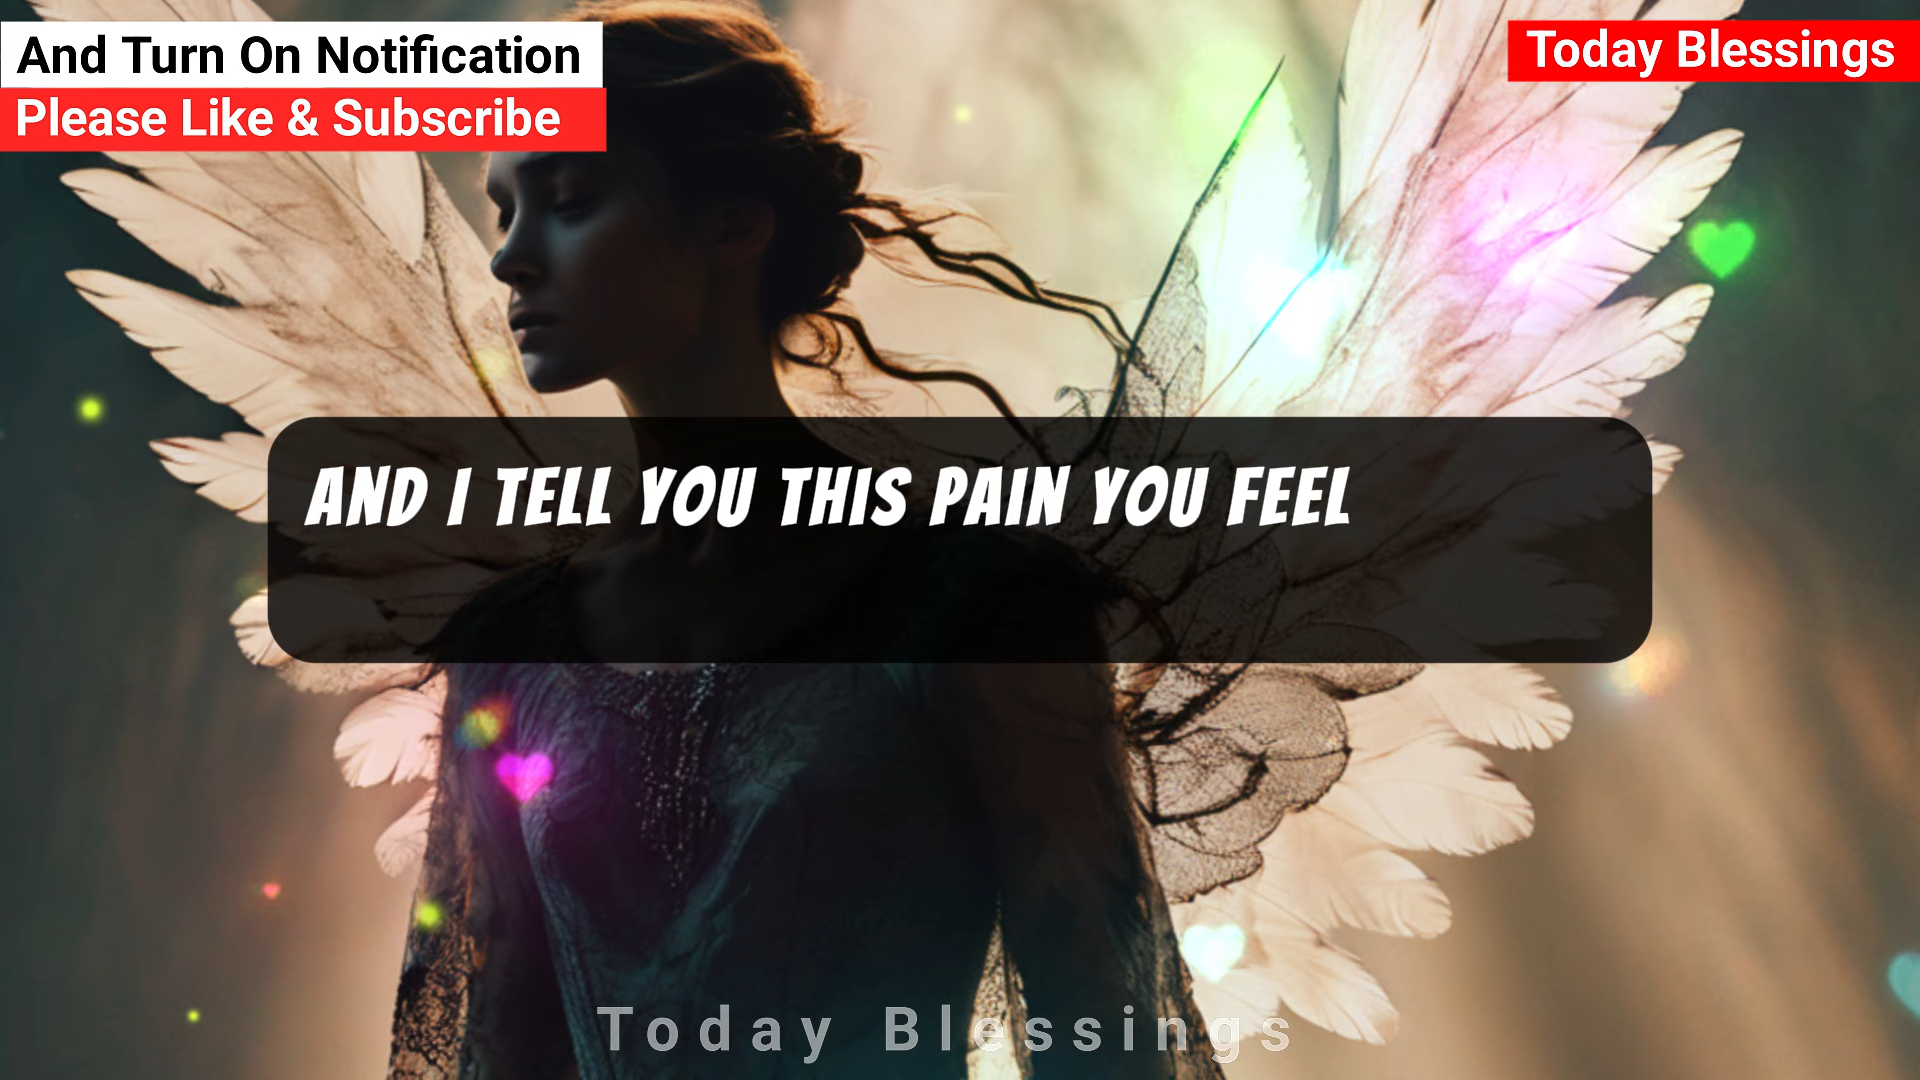 And Turn On Notification
Please Like & Subscribe
Today Blessings
AND I TELL YOU THIS PAIN YOU FEEL
Today Blessings